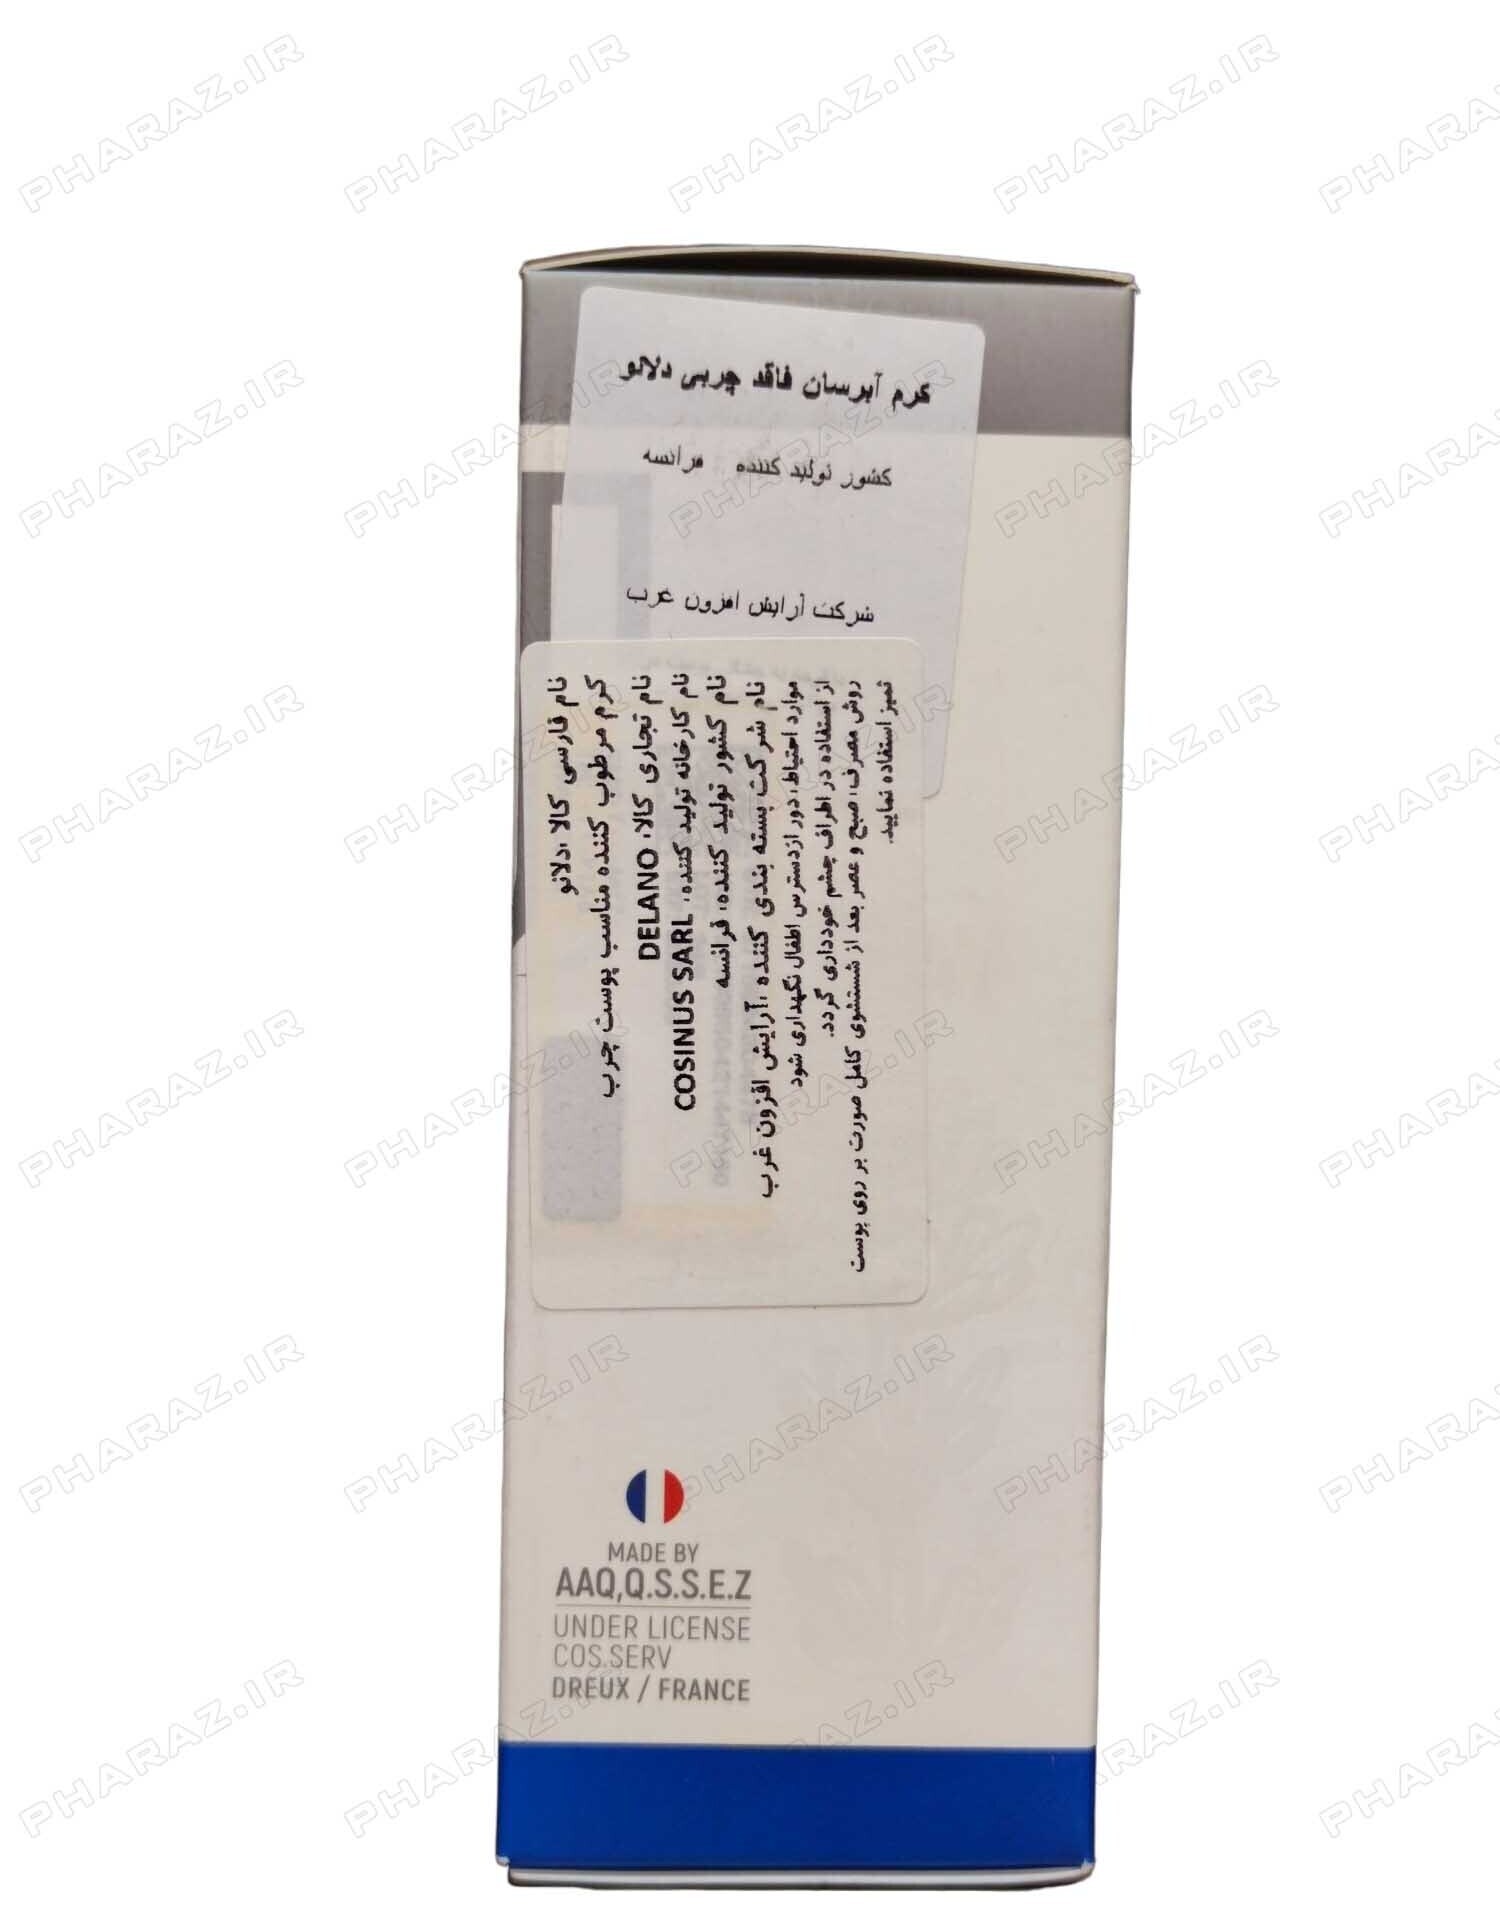 کرم آبرسان فاقد چربی دلانو
کشور تولید کننده فرانسه
شرکت آرایش افزون غرب
نام فارسی کالا :دلانو
کرم مرطوب کننده مناسب پوست چرب
نام تجاری کالا: DELANO
نام کارخانه تولید کننده: COSINUS SARL
نام کشور تولید کننده: فرانسه
نام شرکت بسته بندی کننده :آرایش افزون غرب
موارد احتیاط: دور ازدسترس اطفال نگهداری شود
از استفاده در اطراف چشم خودداری گردد.
روش مصرف: صبح و عصر بعد از شستشوی کامل صورت بر روی پوست
تمیز استفاده نمایید.
MADE BY
AAQ,Q.S.S.E.Z
UNDER LICENSE
COS.SERV
DREUX / FRANCE
PHARAZ.IR